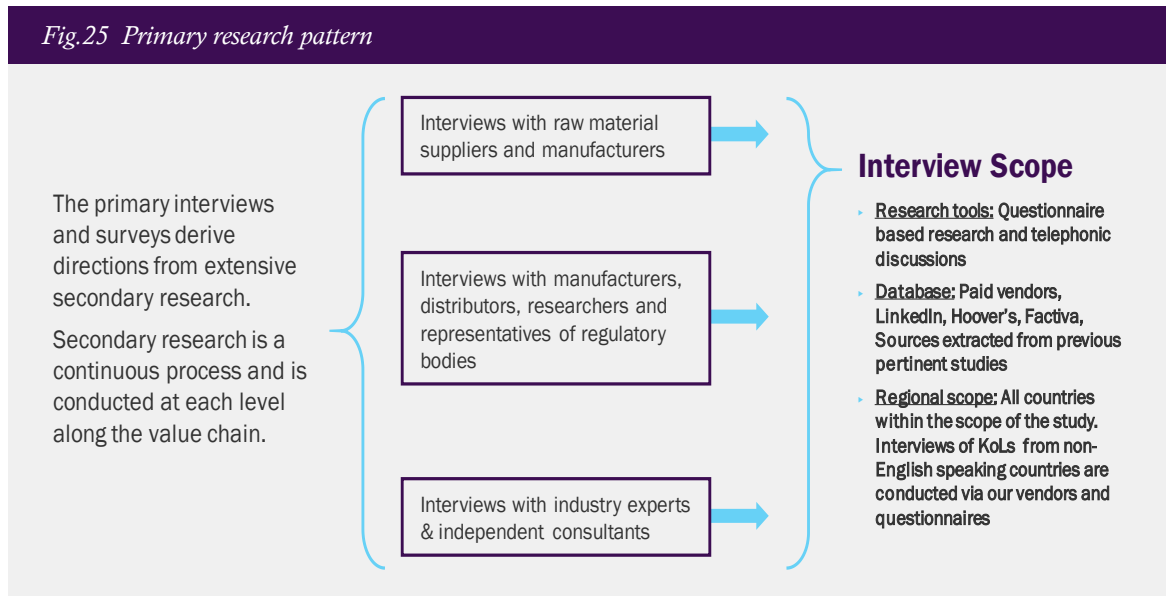 Fig.25 Primary research pattern
The primary interviews
and surveys derive
directions from extensive
secondary research.
Secondary research is a
continuous process and is
conducted at each level
along the value chain.
Interviews with raw material
suppliers and manufacturers
Interviews with manufacturers,
distributors, researchers and
representatives of regulatory
bodies
Interviews with industry experts
& independent consultants
Interview Scope
Research tools: Questionnaire
based research and telephonic
discussions
Database: Paid vendors,
LinkedIn, Hoover's, Factiva,
Sources extracted from previous
pertinent studies
Regional scope: All countries
within the scope of the study.
Interviews of KoLs from non-
English speaking countries are
conducted via our vendors and
questionnaires